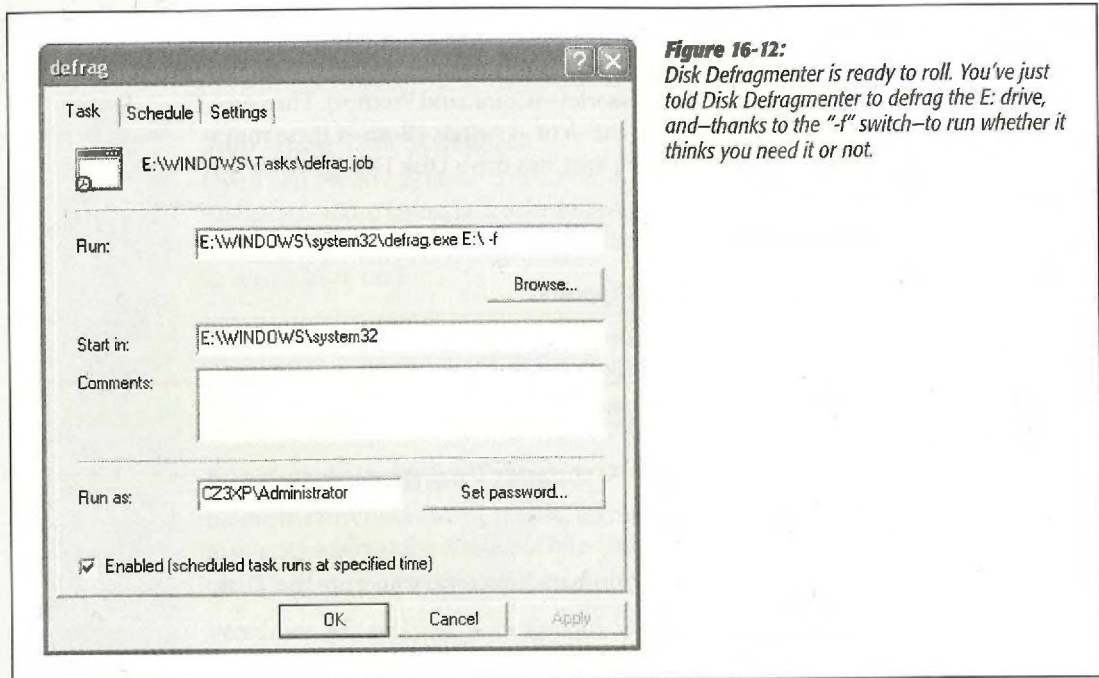 defrag
Task
Schedule
Settings
E:\WINDOWS\Tasks\defrag.job
Run:
E:\WINDOWS\system32\defrag.exe E:\ -f
Browse...
Start in:
E:\WINDOWS\system32
Comments:
Run as:
CZ3XP\Administrator
Set password...
Enabled (scheduled task runs at specified time)
OK
Cancel
Apply
Figure 16-12:
Disk Defragmenter is ready to roll. You've just
told Disk Defragmenter to defrag the E: drive,
and—thanks to the "-f" switch—to run whether it
thinks you need it or not.